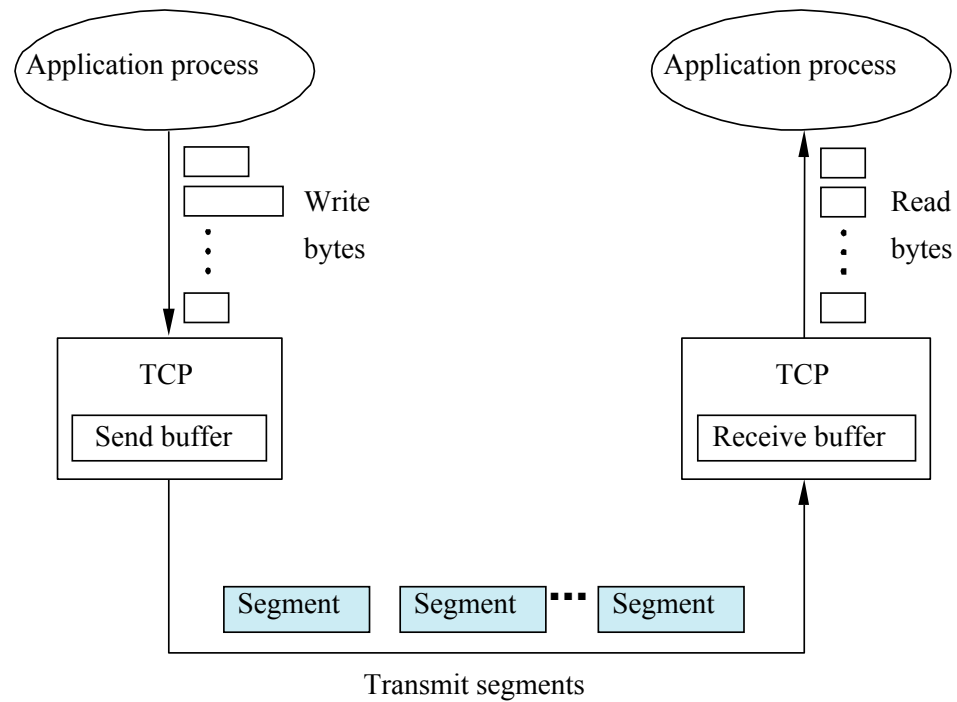 Application process
Application process
Write
bytes
Read
bytes
TCP
Send buffer
TCP
Receive buffer
Segment
Segment
Segment
Transmit segments